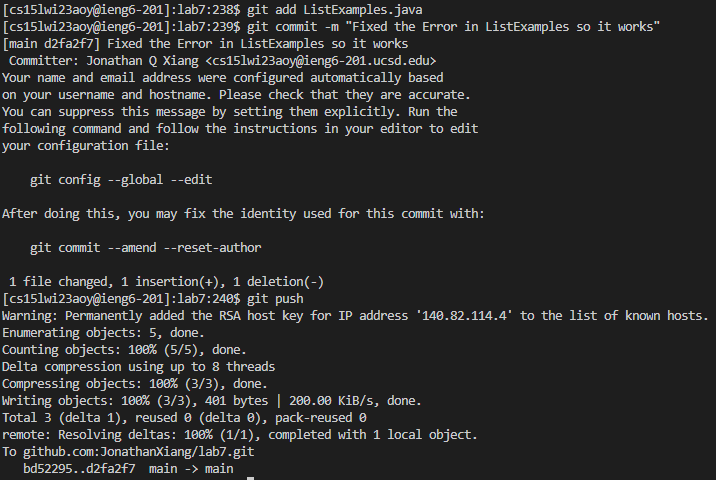 [cs15lwi23aoy@ieng6-201]:lab7:238$ git add ListExamples.java
[cs15lwi23aoy@ieng6-201]:lab7:239$ git commit -m "Fixed the Error in ListExamples so it works"
[main d2fa2f7] Fixed the Error in ListExamples so it works
 Committer: Jonathan Q Xiang <cs15lwi23aoy@ieng6-201.ucsd.edu>
Your name and email address were configured automatically based
on your username and hostname. Please check that they are accurate.
You can suppress this message by setting them explicitly. Run the
following command and follow the instructions in your editor to edit
your configuration file:

    git config --global --edit

After doing this, you may fix the identity used for this commit with:

    git commit --amend --reset-author

 1 file changed, 1 insertion(+), 1 deletion(-)
[cs15lwi23aoy@ieng6-201]:lab7:240$ git push
Warning: Permanently added the RSA host key for IP address '140.82.114.4' to the list of known hosts.
Enumerating objects: 5, done.
Counting objects: 100% (5/5), done.
Delta compression using up to 8 threads
Compressing objects: 100% (3/3), done.
Writing objects: 100% (3/3), 401 bytes | 200.00 KiB/s, done.
Total 3 (delta 1), reused 0 (delta 0), pack-reused 0
remote: Resolving deltas: 100% (1/1), completed with 1 local object.
To github.com:JonathanXiang/lab7.git
   bd52295..d2fa2f7  main -> main